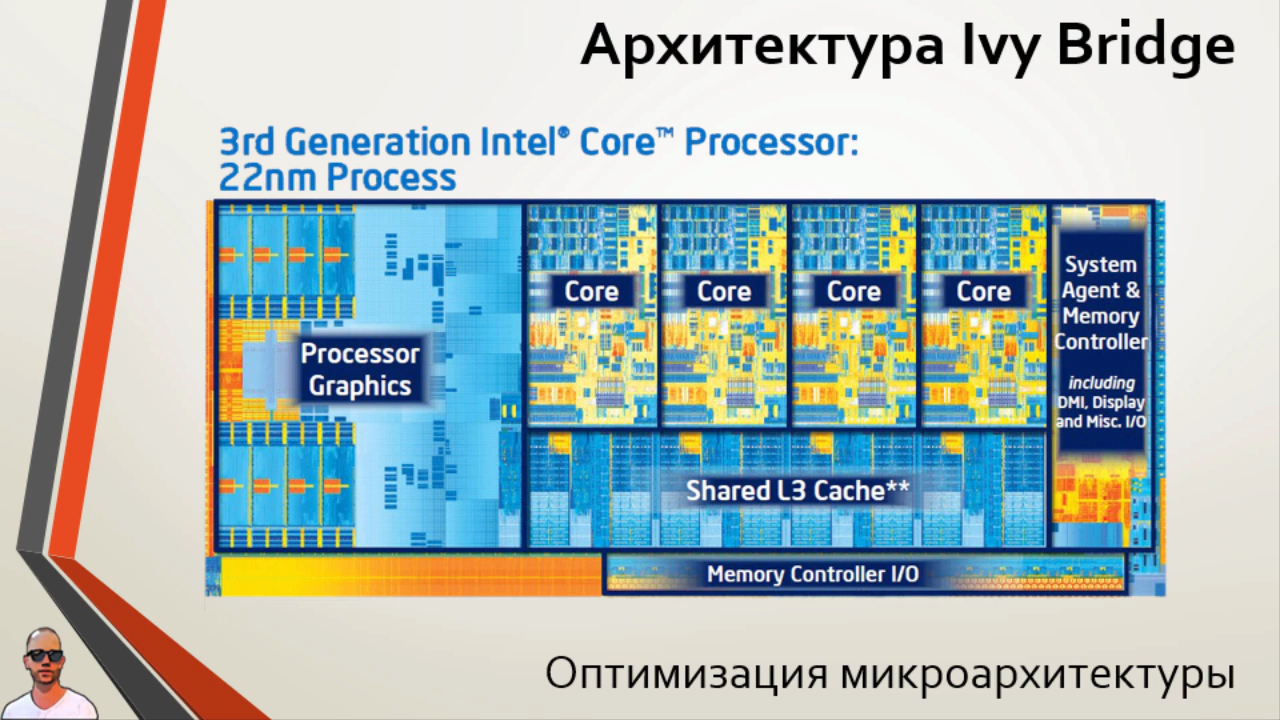 Архитектура Ivy Bridge
3rd Generation Intel® Core™ Processor:
22nm Process
Processor
Graphics
Core
Core
Core
Core
System
Agent &
Memory
Controller
including
DMI, Display
and Misc. I/O
Shared L3 Cache**
Memory Controller I/O
Оптимизация микроархитектуры